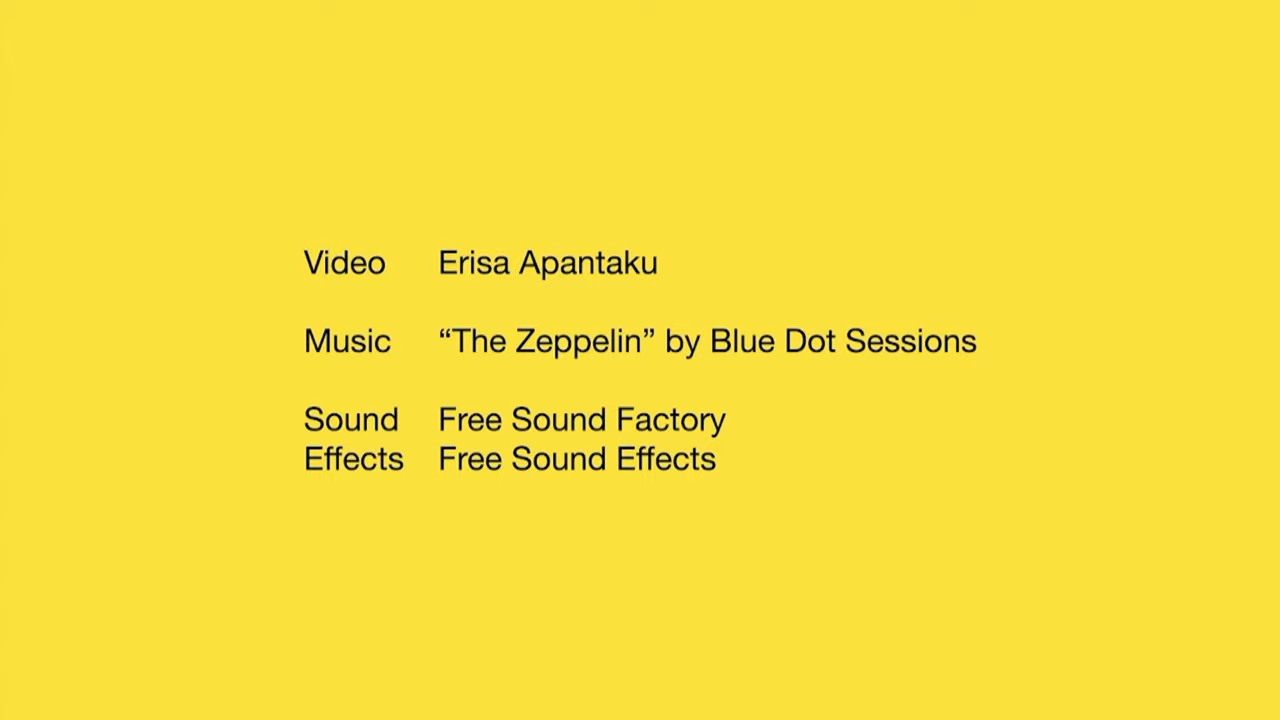 Video Erisa Apantaku
Music “The Zeppelin” by Blue Dot Sessions
Sound Free Sound Factory
Effects Free Sound Effects